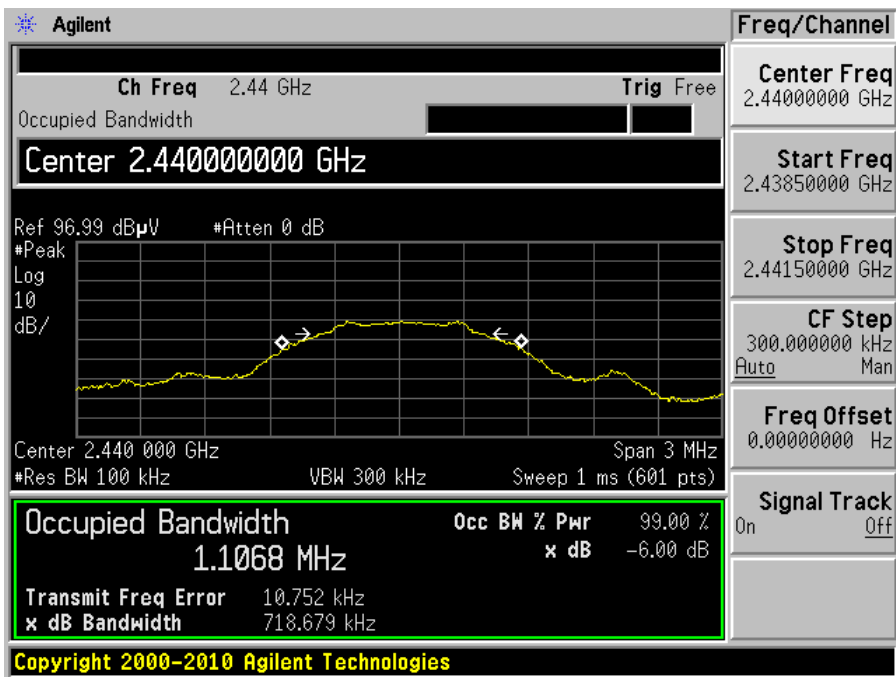 Agilent
Freq/Channel
Ch Freq 2.44 GHz Trig Free
Occupied Bandwidth
Center 2.440000000 GHz
Ref 96.99 dBµV #Atten 0 dB
#Peak
Log
10
dB/
Center 2.440 000 GHz Span 3 MHz
#Res BW 100 kHz VBW 300 kHz Sweep 1 ms (601 pts)
Occupied Bandwidth Occ BW % Pwr 99.00 %
1.1068 MHz x dB -6.00 dB
Transmit Freq Error 10.752 kHz
x dB Bandwidth 718.679 kHz
Copyright 2000-2010 Agilent Technologies
Center Freq
2.44000000 GHz
Start Freq
2.43850000 GHz
Stop Freq
2.44150000 GHz
CF Step
300.000000 kHz
Auto Man
Freq Offset
0.00000000 Hz
Signal Track
On Off